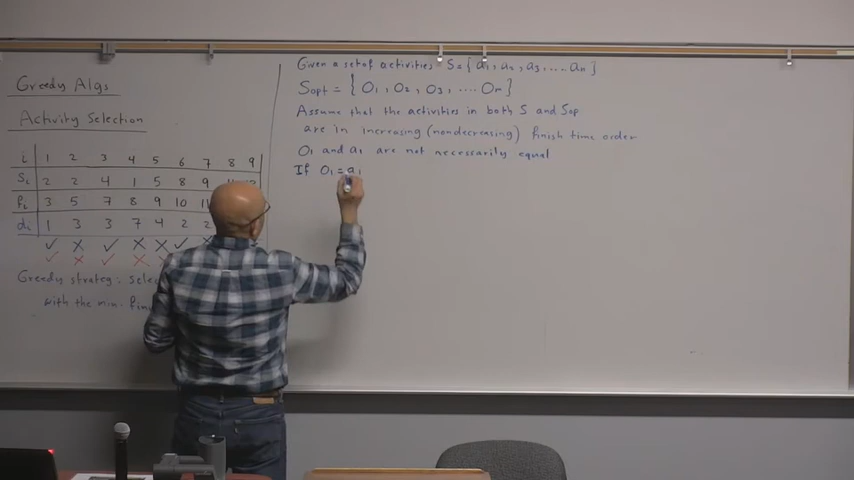 Greedy Algs
Activity Selection
i 1 2 3 4 5 6 7 8 9
Si 2 2 4 1 5 8 9
fi 3 5 7 8 9 10 11
di 1 3 3 7 4 2 2
✓ X ✓ X X ✓ X
✓ X ✓ X X
Greedy strategy:
with the min.
Given a set of activities S = { a1, a2, a3, .... an }
Sopt = { O1, O2, O3, .... Om }
Assume that the activities in both S and Sop
are in increasing (nondecreasing) finish time order
O1 and a1 are not necessarily equal
If O1 = a1